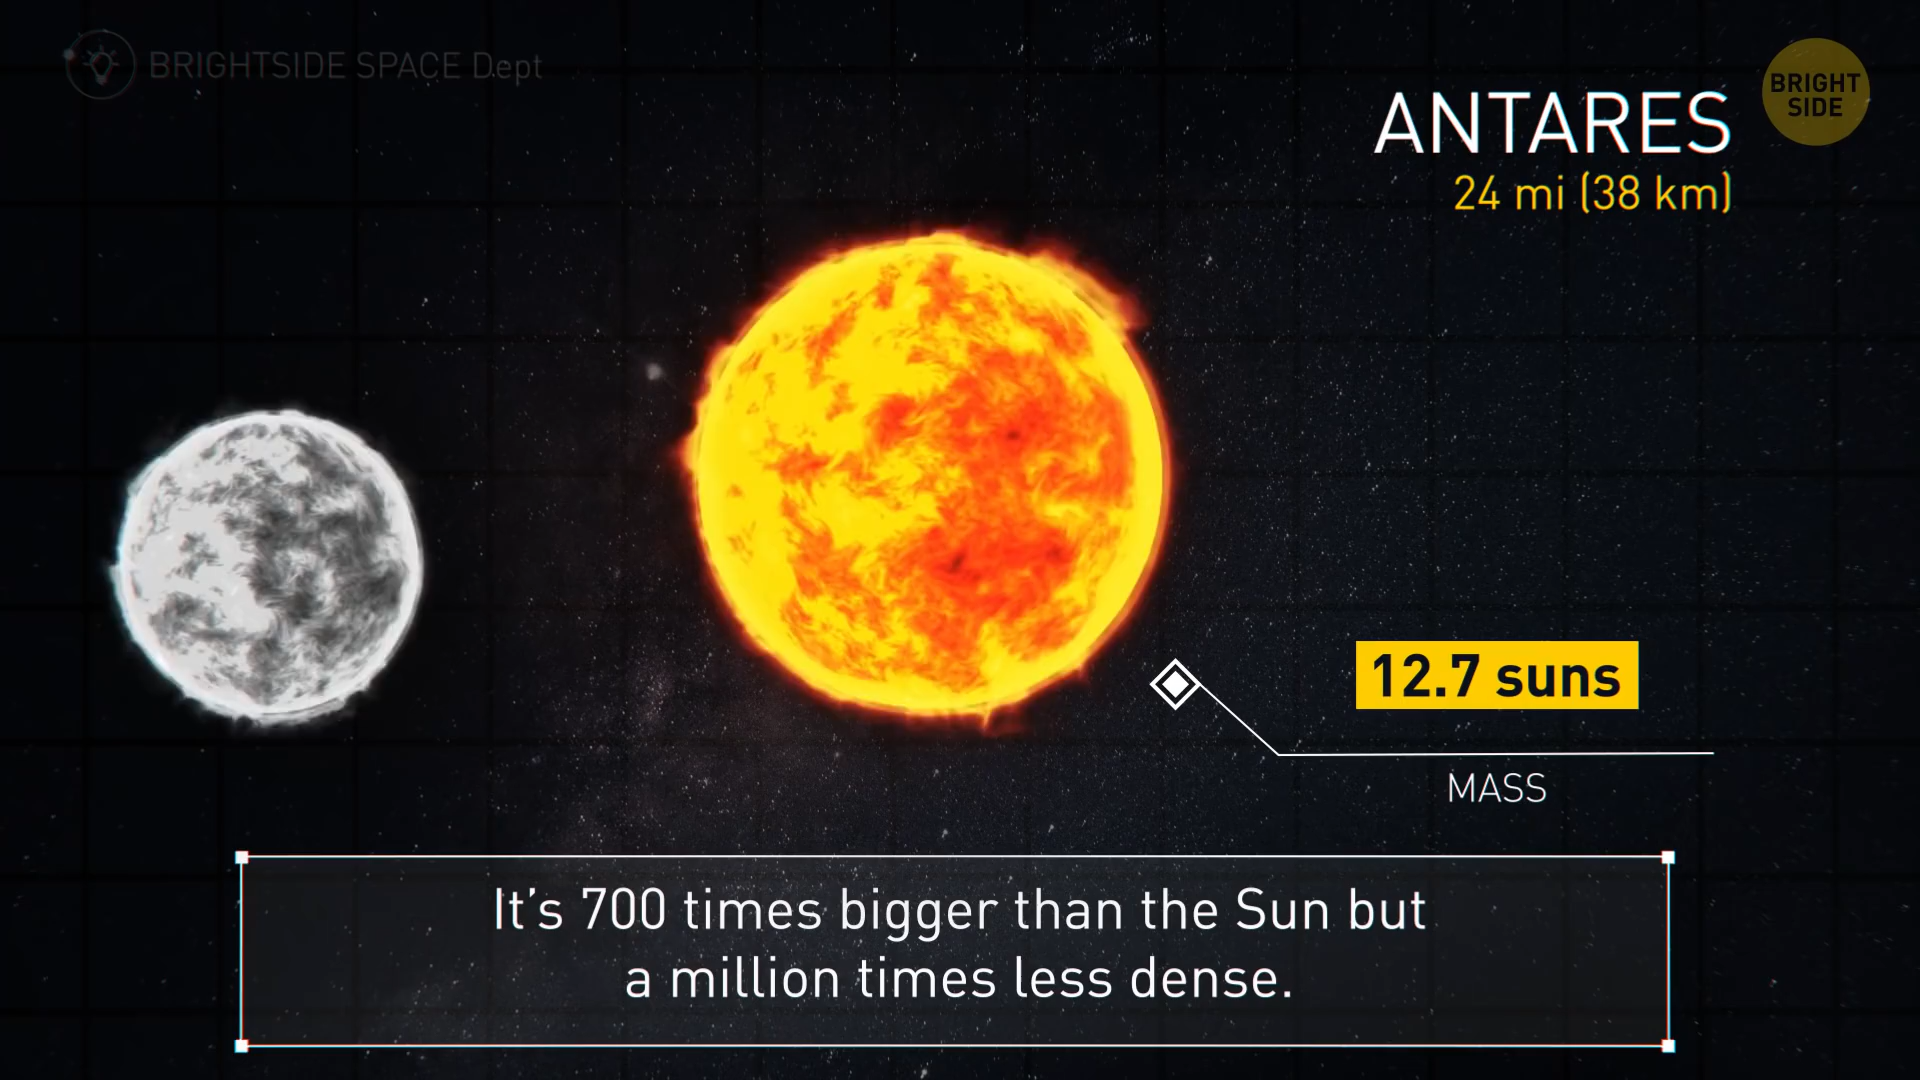 BRIGHTSIDE SPACE Dept
BRIGHT
SIDE
ANTARES
24 mi (38 km)
12.7 suns
MASS
It’s 700 times bigger than the Sun but
a million times less dense.